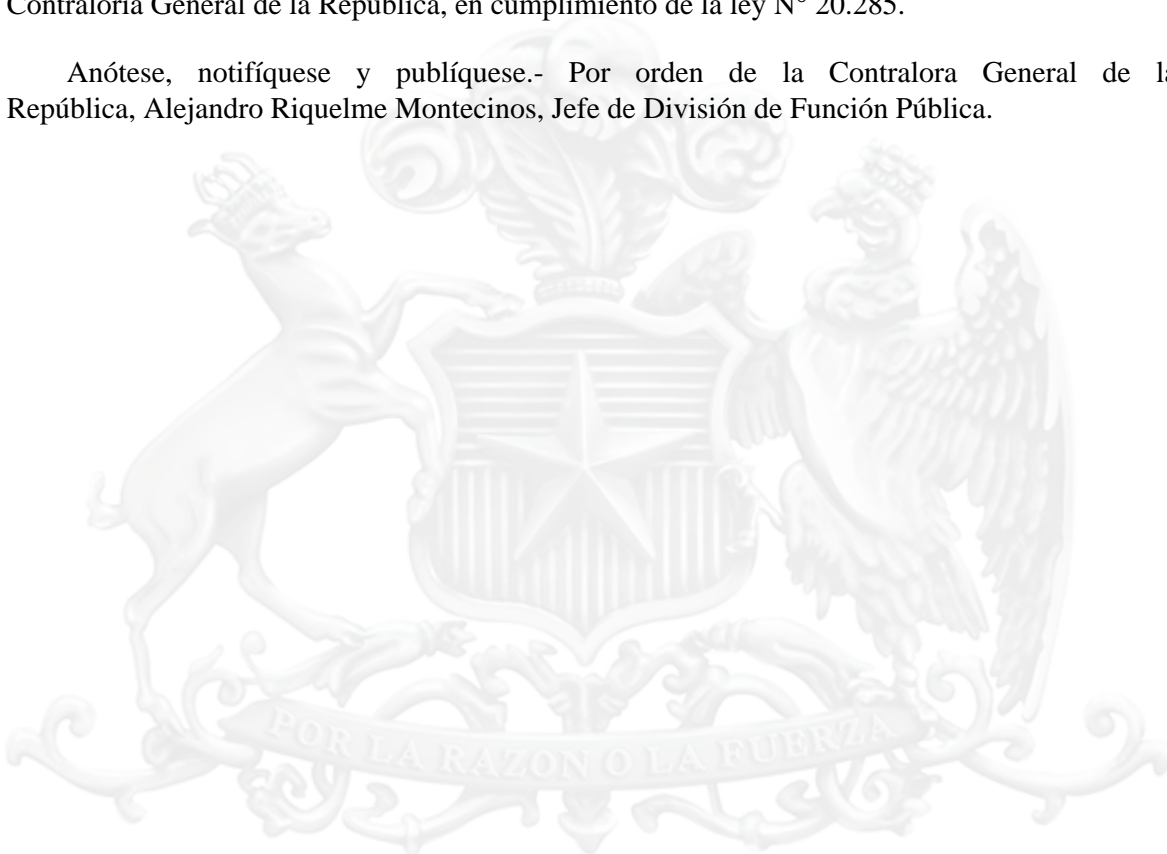 Contraloría General de la República, en cumplimiento de la ley N° 20.285.
Anótese, notifíquese y publíquese.- Por orden de la Contralora General de la
República, Alejandro Riquelme Montecinos, Jefe de División de Función Pública.
POR LA RAZON O LA FUERZA